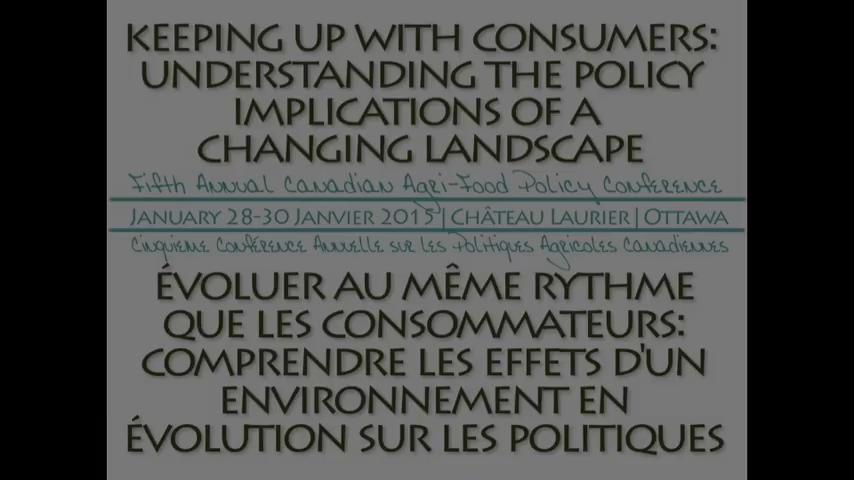 KEEPING UP WITH CONSUMERS:
UNDERSTANDING THE POLICY
IMPLICATIONS OF A
CHANGING LANDSCAPE
Fifth Annual Canadian Agri-Food Policy Conference
JANUARY 28-30 JANVIER 2015 | CHÂTEAU LAURIER | OTTAWA
Cinquième Conférence Annuelle sur les Politiques Agricoles Canadiennes
ÉVOLUER AU MÊME RYTHME
QUE LES CONSOMMATEURS:
COMPRENDRE LES EFFETS D'UN
ENVIRONNEMENT EN
ÉVOLUTION SUR LES POLITIQUES